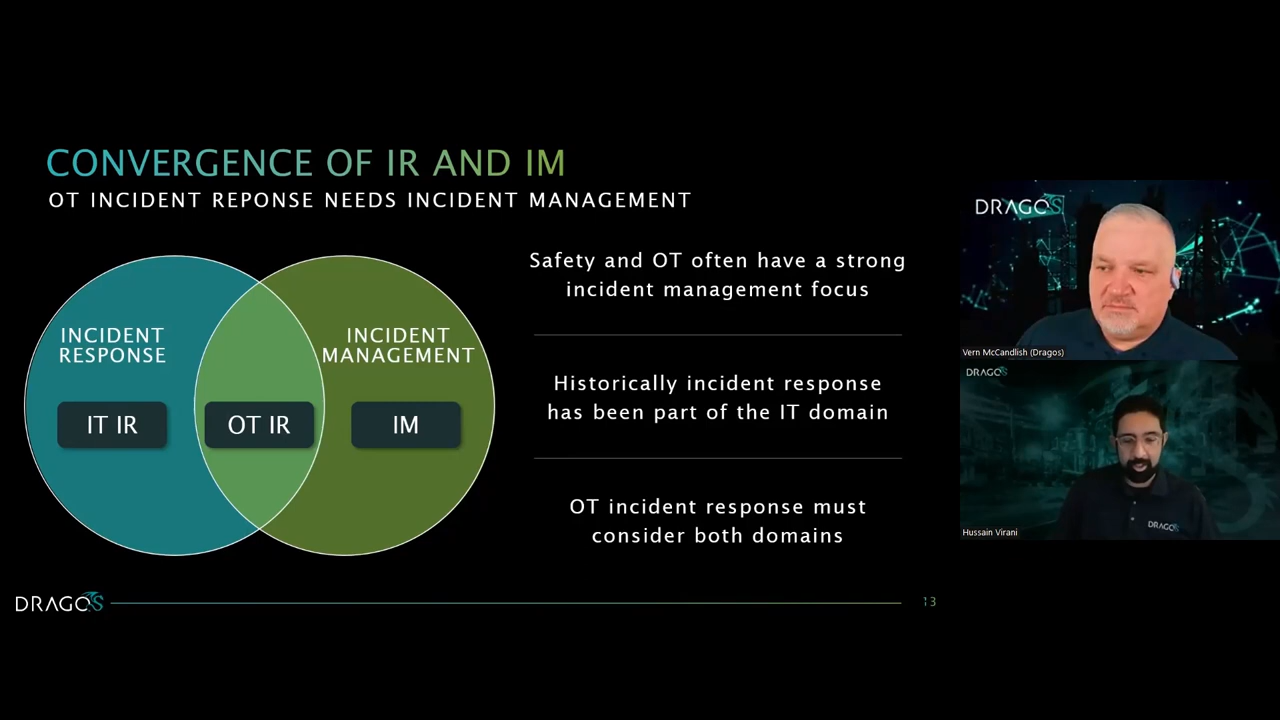 CONVERGENCE OF IR AND IM
OT INCIDENT REPONSE NEEDS INCIDENT MANAGEMENT
INCIDENT
RESPONSE
INCIDENT
MANAGEMENT
IT IR
OT IR
IM
Safety and OT often have a strong
incident management focus
Historically incident response
has been part of the IT domain
OT incident response must
consider both domains
DRAGOS
13
DRAGOS
Vern McCandlish (Dragos)
DRAGOS
DRAGOS
Hussain Virani